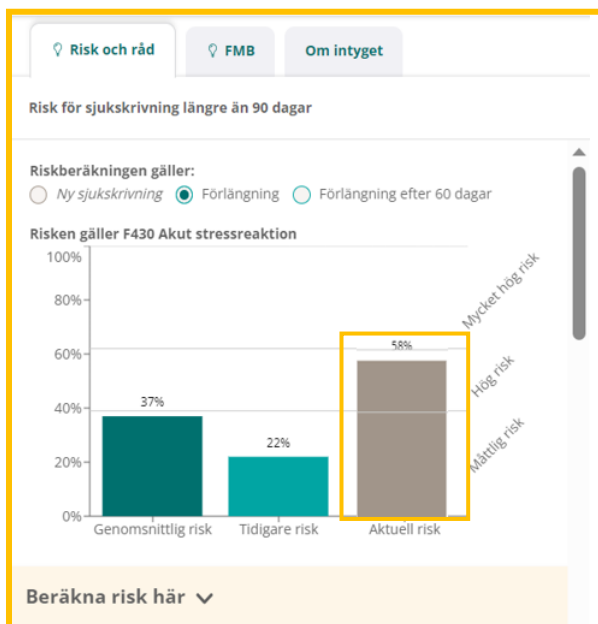 Risk och råd FMB Om intyget
Risk för sjukskrivning längre än 90 dagar
Riskberäkningen gäller:
Ny sjukskrivning Förlängning Förlängning efter 60 dagar
Risken gäller F430 Akut stressreaktion
100%
80%
60%
40%
20%
0%
37%
22%
58%
Mycket hög risk
Hög risk
Måttlig risk
Genomsnittlig risk Tidigare risk Aktuell risk
Beräkna risk här